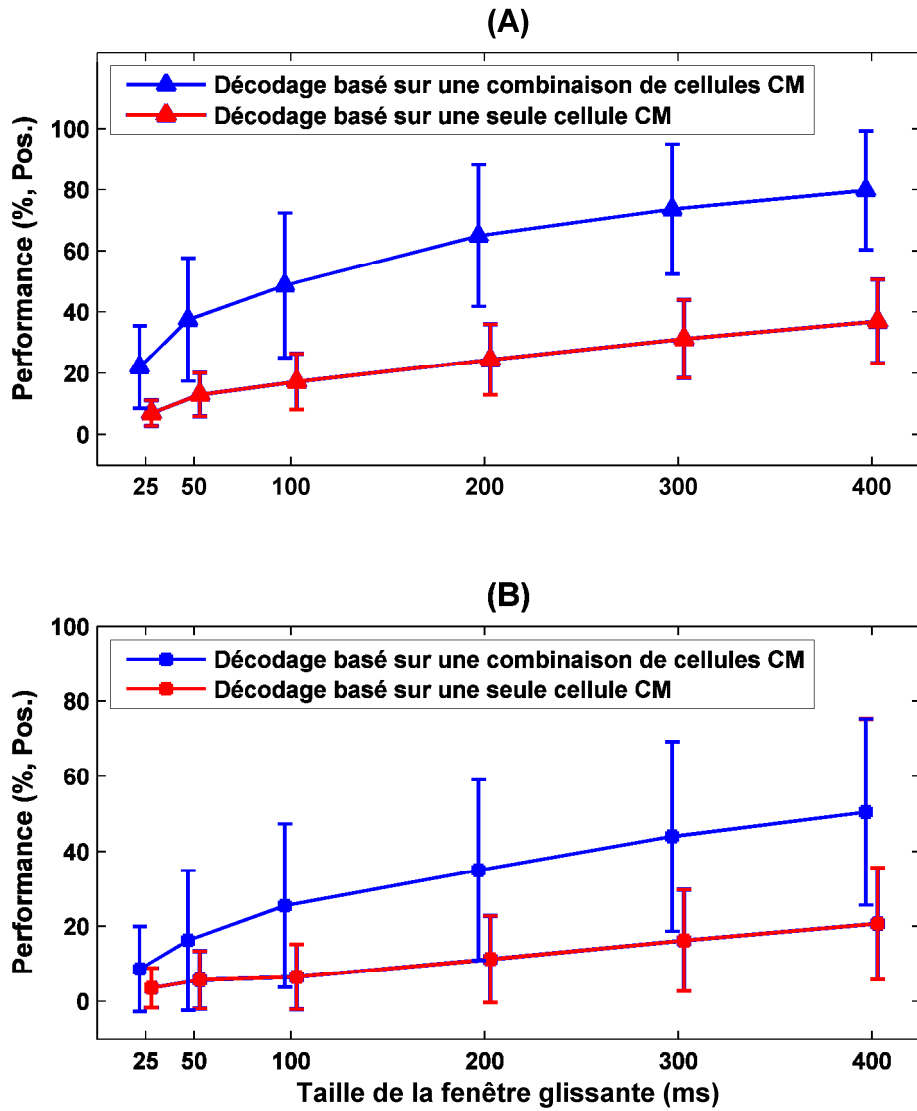 (A)
Décodage basé sur une combinaison de cellules CM
Décodage basé sur une seule cellule CM
Performance (%, Pos.)
100
80
60
40
20
0
25 50 100 200 300 400
(B)
Décodage basé sur une combinaison de cellules CM
Décodage basé sur une seule cellule CM
Performance (%, Pos.)
100
80
60
40
20
0
25 50 100 200 300 400
Taille de la fenêtre glissante (ms)